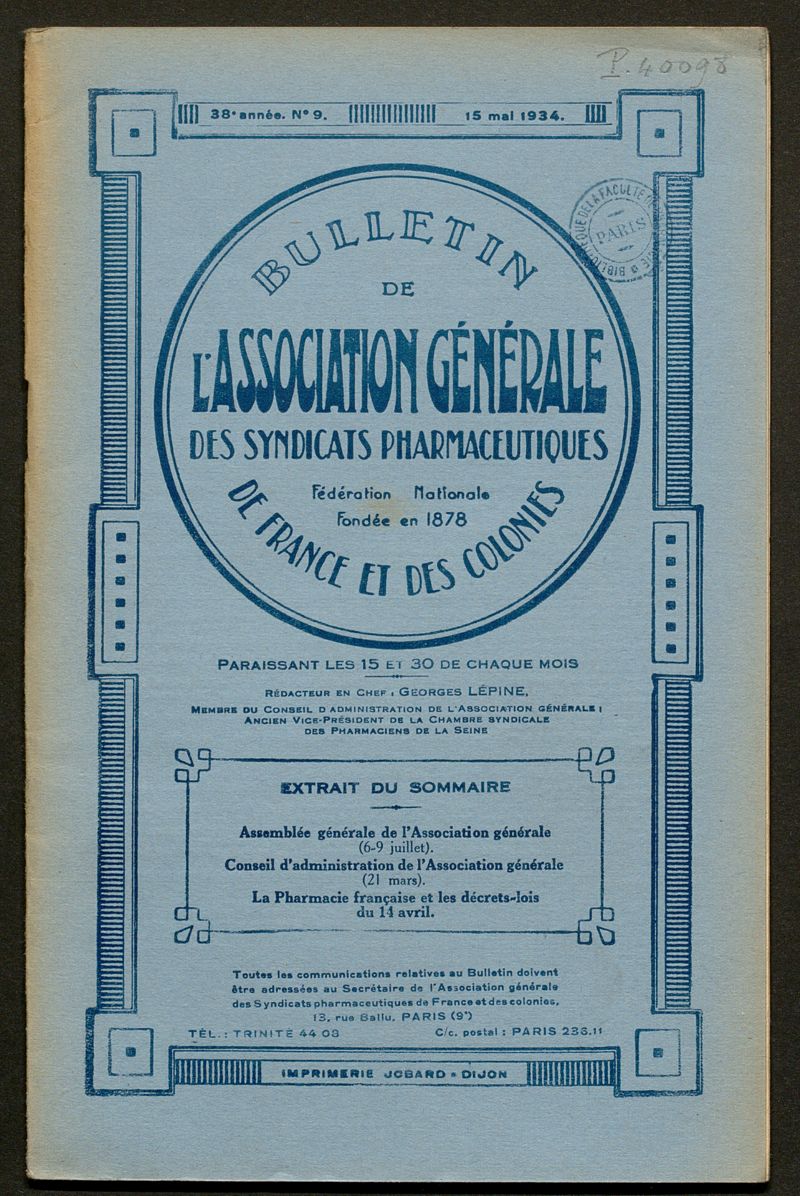 P. 40098
38e année. N° 9. 15 mai 1934.
BIBLIOTHEQUE DE LA FACULTE DE PARIS
BULLETIN
DE
L'ASSOCIATION GÉNÉRALE
DES SYNDICATS PHARMACEUTIQUES
Fédération Nationale
Fondée en 1878
DE FRANCE ET DES COLONIES
PARAISSANT LES 15 ET 30 DE CHAQUE MOIS
RÉDACTEUR EN CHEF : GEORGES LÉPINE,
MEMBRE DU CONSEIL D'ADMINISTRATION DE L'ASSOCIATION GÉNÉRALE ;
ANCIEN VICE-PRÉSIDENT DE LA CHAMBRE SYNDICALE
DES PHARMACIENS DE LA SEINE
EXTRAIT DU SOMMAIRE
Assemblée générale de l'Association générale
(6-9 juillet).
Conseil d'administration de l'Association générale
(21 mars).
La Pharmacie française et les décrets-lois
du 14 avril.
Toutes les communications relatives au Bulletin doivent
être adressées au Secrétaire de l'Association générale
des Syndicats pharmaceutiques de France et des colonies,
13, rue Ballu, PARIS (9e)
TÉL. : TRINITÉ 44 08 C/c. postal : PARIS 236.11
IMPRIMERIE JOBARD - DIJON